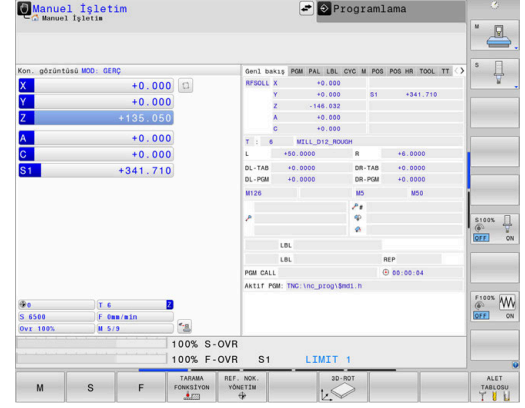 Manuel İşletim
Manuel İşletim
Programlama
Kon. görüntüsü MOD: GERÇ
X +0.000
Y +0.000
Z +135.050
A +0.000
C +0.000
S1 +341.710
0 T 6 Z
S 6500 F 0mm/min
Ovr 100% M 5/9
Genl bakış PGM PAL LBL CYC M POS POS HR TOOL TT
RFSOLL X +0.000
Y +0.000 S1 +341.710
Z -146.032
A +0.000
C +0.000
T : 6 MILL_D12_ROUGH
L +50.0000 R +6.0000
DL-TAB +0.0000 DR-TAB +0.0000
DL-PGM +0.0000 DR-PGM +0.0000
M126 M5 M50
LBL
LBL REP
PGM CALL 00:00:04
Aktif PGM: TNC:\nc_prog\$mdi.h
100% S-OVR
100% F-OVR S1 LIMIT 1
M
S
F
TARAMA FONKSİYON
REF. NOK. YÖNETİM
3D-ROT
ALET TABLOSU
M
S
S100%
OFF ON
F100%
OFF ON